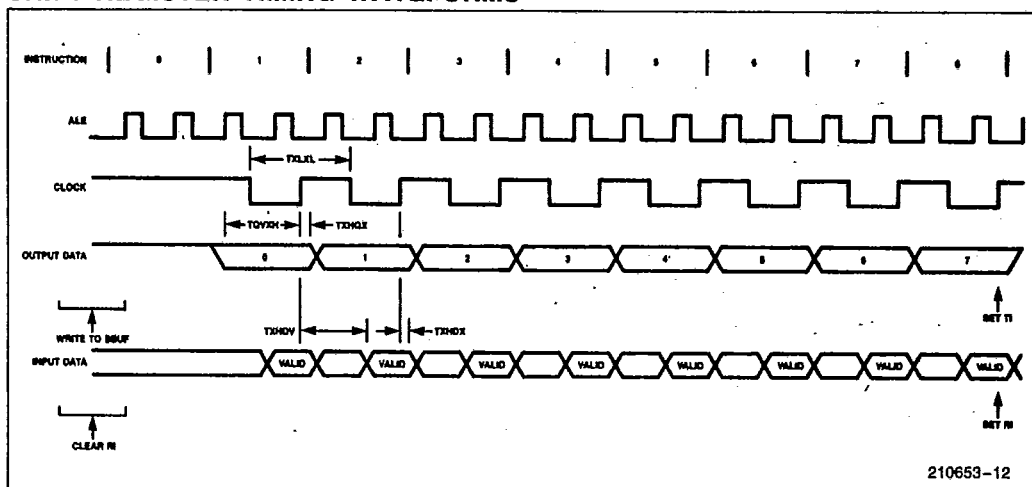 INSTRUCTION 0 1 2 3 4 5 6 7 8
ALE
TXLXL
CLOCK
TQVXH TXHQX
OUTPUT DATA 0 1 2 3 4 5 6 7
WRITE TO SBUF
TXHDV TXHDX
SET TI
INPUT DATA VALID VALID VALID VALID VALID VALID VALID VALID
CLEAR RI
SET RI
210653-12